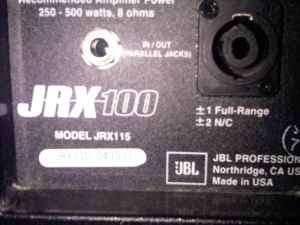 Recommended Amplifier Power
250 - 500 watts, 8 ohms
IN / OUT
(PARALLEL JACKS)
JRX100
±1 Full-Range
±2 N/C
MODEL JRX115
JBL
JBL PROFESSION
Northridge, CA US
Made in USA